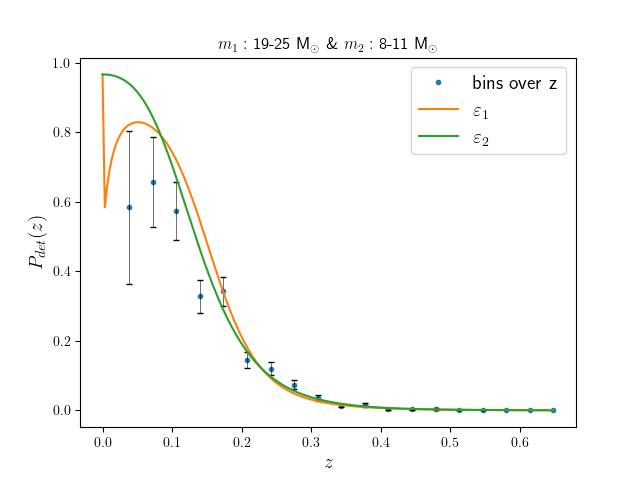 m₁ : 19-25 M⊙ & m₂ : 8-11 M⊙
1.0
0.8
0.6
0.4
0.2
0.0
P_det(z)
bins over z
ε₁
ε₂
0.0 0.1 0.2 0.3 0.4 0.5 0.6
z